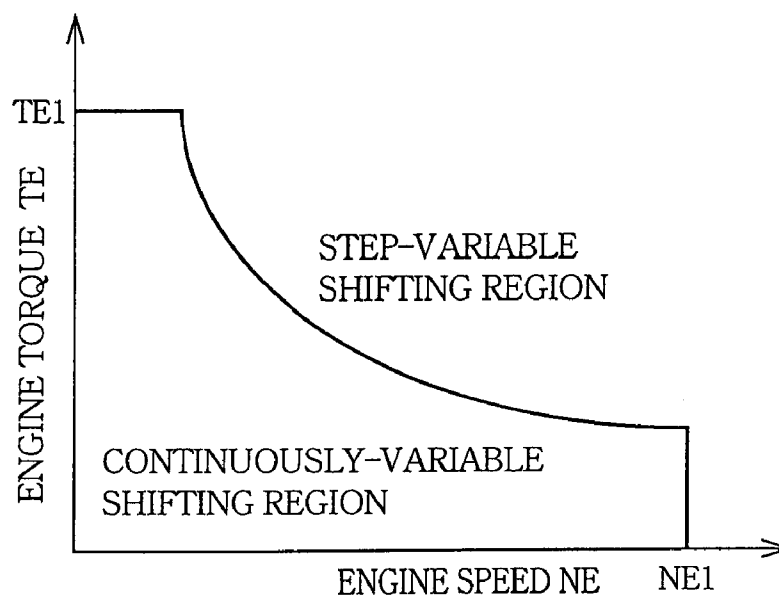 TE1
ENGINE TORQUE TE
STEP-VARIABLE
SHIFTING REGION
CONTINUOUSLY-VARIABLE
SHIFTING REGION
ENGINE SPEED NE
NE1